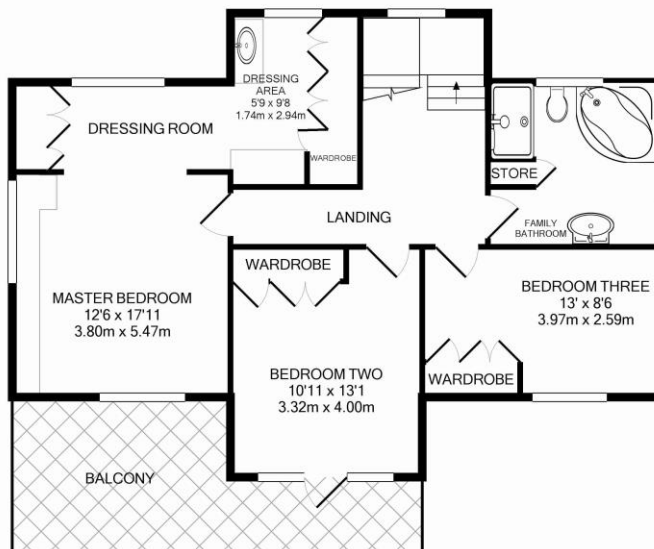 DRESSING
AREA
5'9 x 9'8
1.74m x 2.94m
DRESSING ROOM
WARDROBE
STORE
LANDING
FAMILY
BATHROOM
WARDROBE
MASTER BEDROOM
12'6 x 17'11
3.80m x 5.47m
BEDROOM THREE
13' x 8'6
3.97m x 2.59m
BEDROOM TWO
10'11 x 13'1
3.32m x 4.00m
WARDROBE
BALCONY